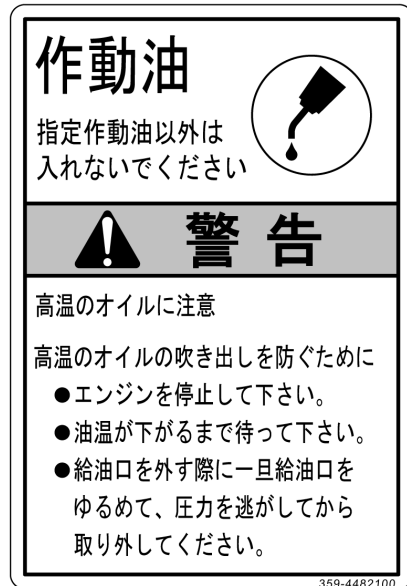 作動油
指定作動油以外は
入れないでください
警告
高温のオイルに注意
高温のオイルの吹き出しを防ぐために
●エンジンを停止して下さい。
●油温が下がるまで待って下さい。
●給油口を外す際に一旦給油口を
ゆるめて、圧力を逃がしてから
取り外してください。
359-4482100